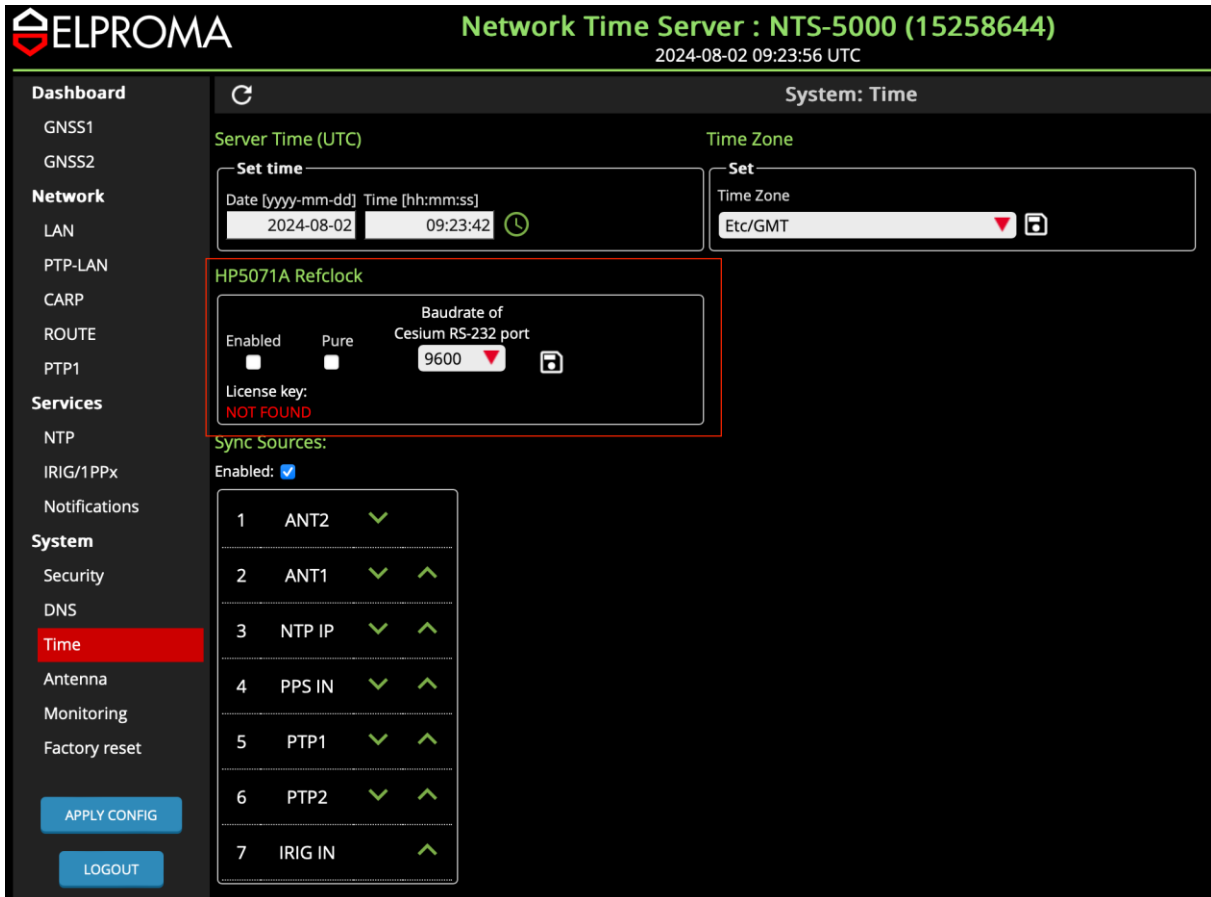 ELPROMA
Network Time Server : NTS-5000 (15258644)
2024-08-02 09:23:56 UTC
Dashboard
GNSS1
GNSS2
Network
LAN
PTP-LAN
CARP
ROUTE
PTP1
Services
NTP
IRIG/1PPx
Notifications
System
Security
DNS
Time
Antenna
Monitoring
Factory reset
APPLY CONFIG
LOGOUT
System: Time
Server Time (UTC)
Set time
Date [yyyy-mm-dd] Time [hh:mm:ss]
2024-08-02 09:23:42
Time Zone
Set
Time Zone
Etc/GMT
HP5071A Refclock
Enabled Pure
Baudrate of
Cesium RS-232 port
9600
License key:
NOT FOUND
Sync Sources:
Enabled:
1 ANT2
2 ANT1
3 NTP IP
4 PPS IN
5 PTP1
6 PTP2
7 IRIG IN